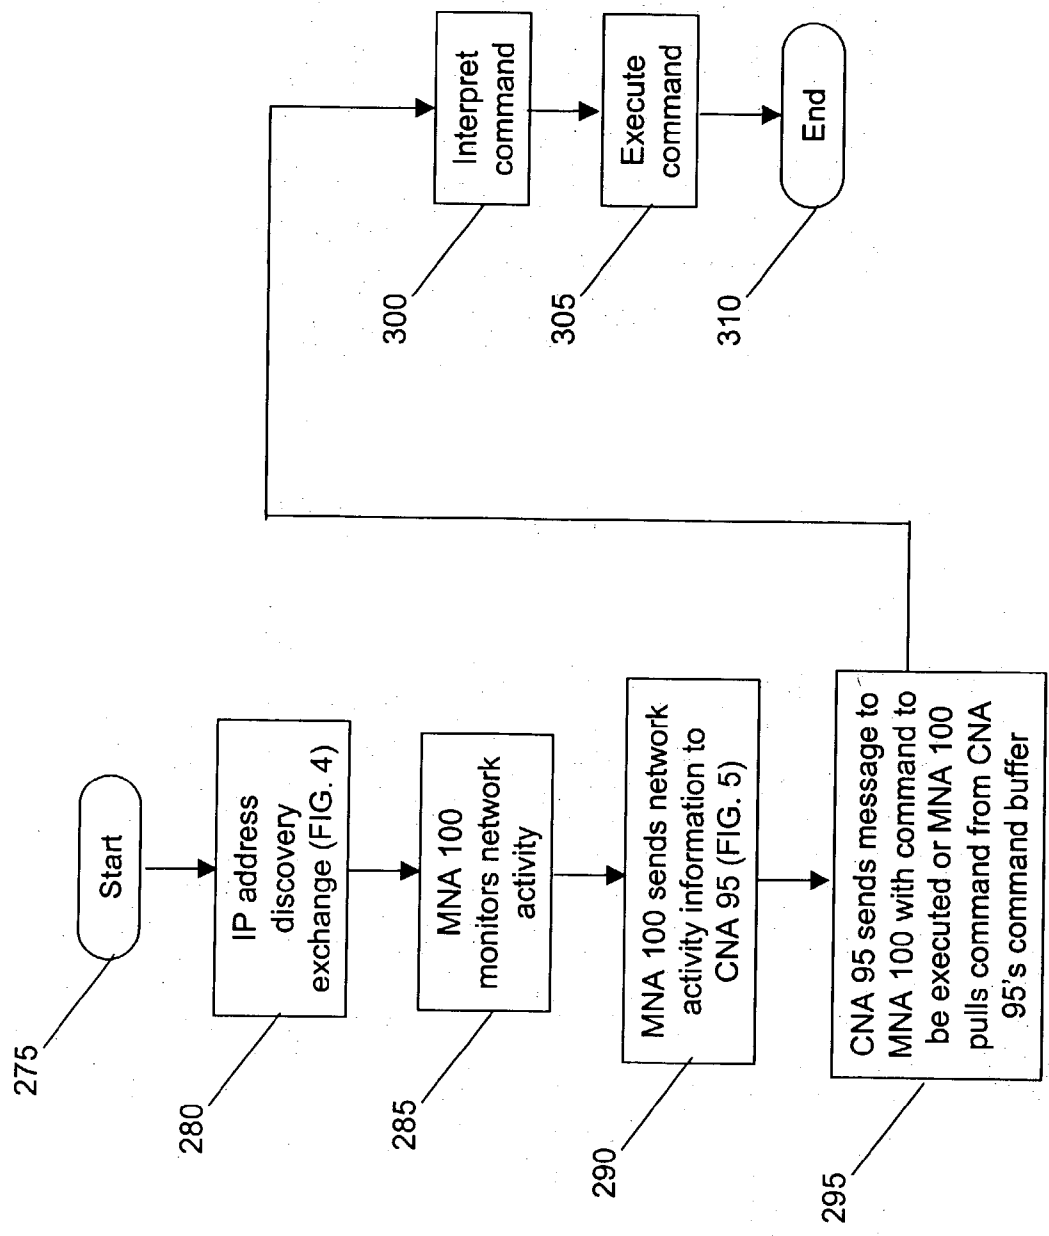 Start
275
IP address
discovery
exchange (FIG. 4)
280
MNA 100
monitors network
activity
285
MNA 100 sends network
activity information to
CNA 95 (FIG. 5)
290
CNA 95 sends message to
MNA 100 with command to
be executed or MNA 100
pulls command from CNA
95's command buffer
295
Interpret
command
300
Execute
command
305
End
310